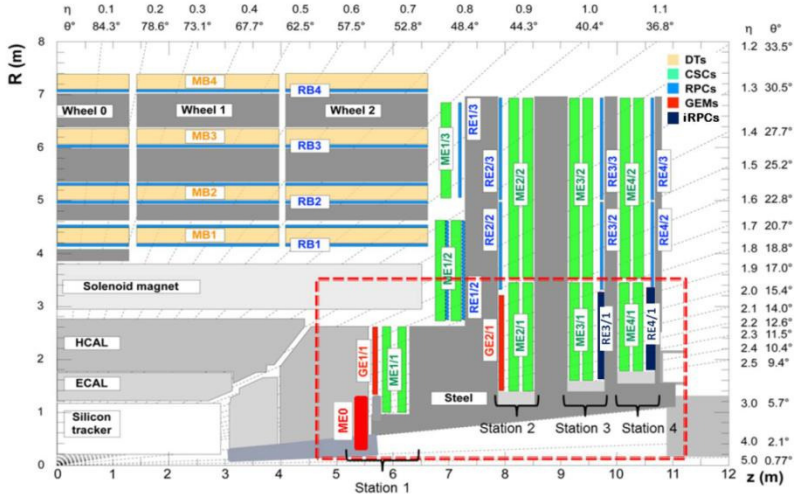 η 0.1 0.2 0.3 0.4 0.5 0.6 0.7 0.8 0.9 1.0 1.1
θ° 84.3° 78.6° 73.1° 67.7° 62.5° 57.5° 52.8° 48.4° 44.3° 40.4° 36.8° η θ°
R (m)
8
7
6
5
4
3
2
1
0
1.2 33.5°
1.3 30.5°
1.4 27.7°
1.5 25.2°
1.6 22.8°
1.7 20.7°
1.8 18.8°
1.9 17.0°
2.0 15.4°
2.1 14.0°
2.2 12.6°
2.3 11.5°
2.4 10.4°
2.5 9.4°
3.0 5.7°
4.0 2.1°
5.0 0.77°
DTs
CSCs
RPCs
GEMs
iRPCs
MB4
RB4
Wheel 0 Wheel 1 Wheel 2
MB3
RB3
MB2
RB2
MB1
RB1
Solenoid magnet
HCAL
ECAL
Silicon
tracker
Steel
ME1/3
RE1/3
ME1/2
RE1/2
RE2/3
ME2/2
RE2/2
ME3/2
RE3/3
RE3/2
ME4/2
RE4/3
RE4/2
GE1/1
ME1/1
ME0
GE2/1
ME2/1
ME3/1
RE3/1
ME4/1
RE4/1
Station 2 Station 3 Station 4
0 1 2 3 4 5 6 7 8 9 10 11 12
z (m)
Station 1